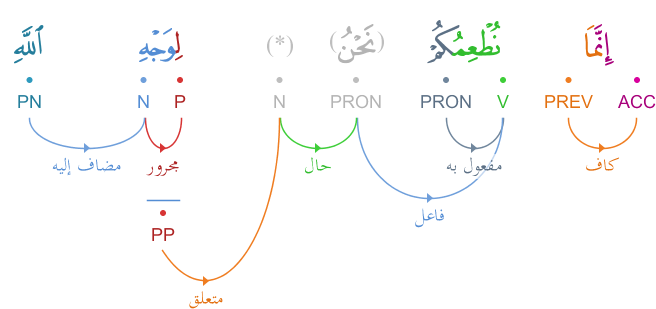 إِنَّمَا نُطْعِمُكُمْ (نَحْنُ) (*) لِوَجْهِ ٱللَّهِ
ACC PREV V PRON PRON N P N PN
كاف مفعول به حال مجرور مضاف إليه
فاعل
PP
متعلق